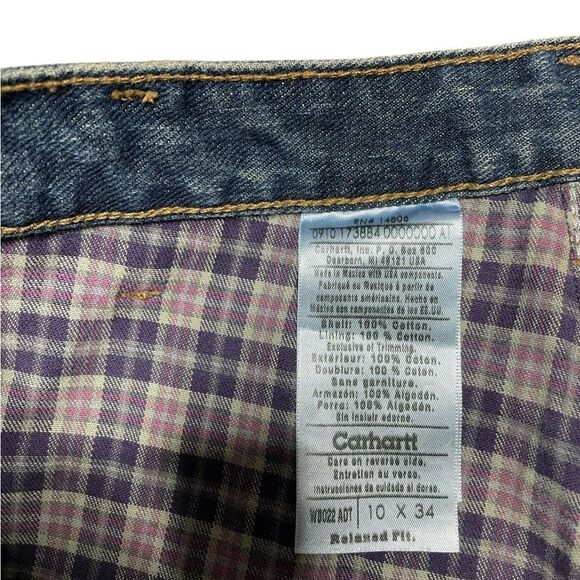 RN# 14806
0910 173884 0000000 A1
Carhartt, Inc. P. O. Box 600
Dearborn, MI 48121 USA
Made in Mexico with USA components.
Fabriqué au Mexique à partir de
composants américains. Hecho en
México con componentes de los EE.UU.
Shell: 100% Cotton.
Lining: 100 % Cotton.
Exclusive of Trimming.
Extérieur: 100% Coton.
Doublure: 100 % Coton.
Sans garniture.
Armazón: 100 % Algodón.
Forro: 100% Algodón.
Sin incluir adorno.
Carhartt
Care on reverse side.
Entretien au verso.
Instrucciones de cuidado al dorso.
WB022 ADT 10 X 34
Relaxed Fit.